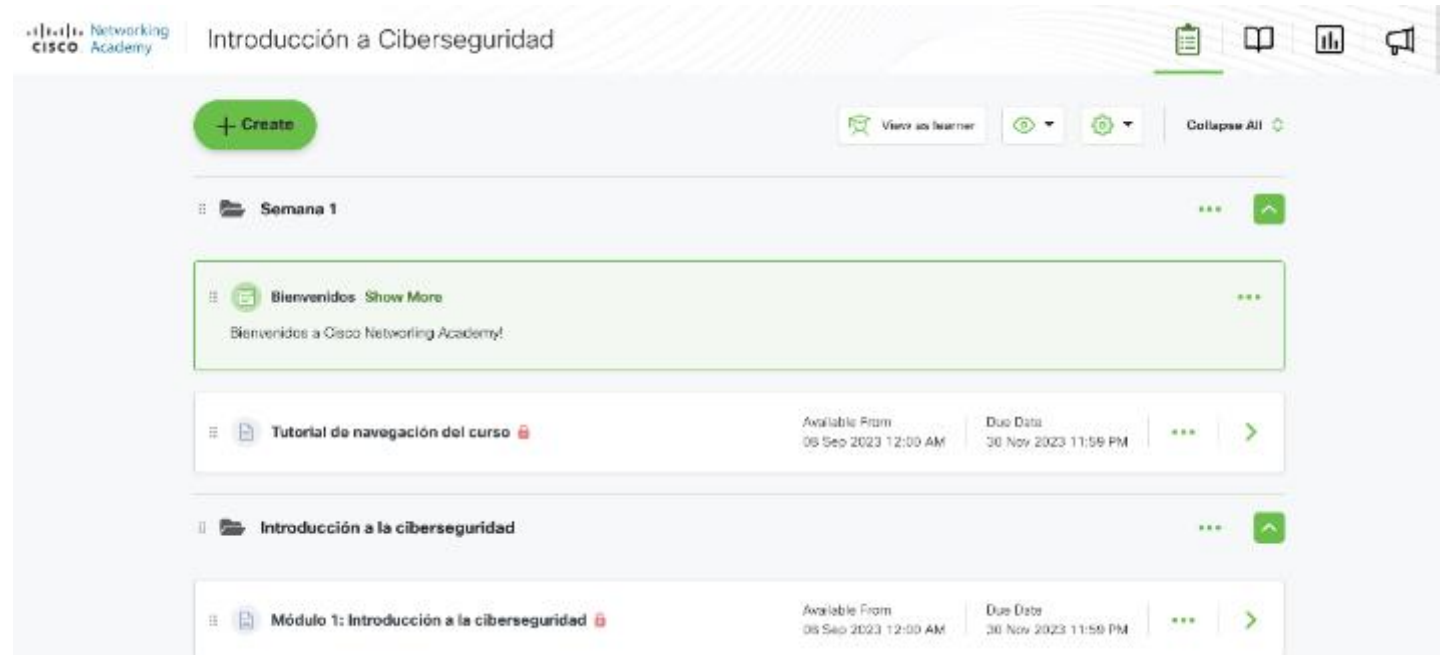 Networking
CISCO Academy
Introducción a Ciberseguridad
+ Create
View as learner
Collapse All
Semana 1
Bienvenidos Show More
Bienvenidos a Cisco Networling Academy!
Tutorial de navegación del curso
Available From
Due Date
06 Sep 2023 12:00 AM
30 Nov 2023 11:59 PM
Introducción a la ciberseguridad
Módulo 1: Introducción a la ciberseguridad
Available From
Due Date
06 Sep 2023 12:00 AM
30 Nov 2023 11:59 PM